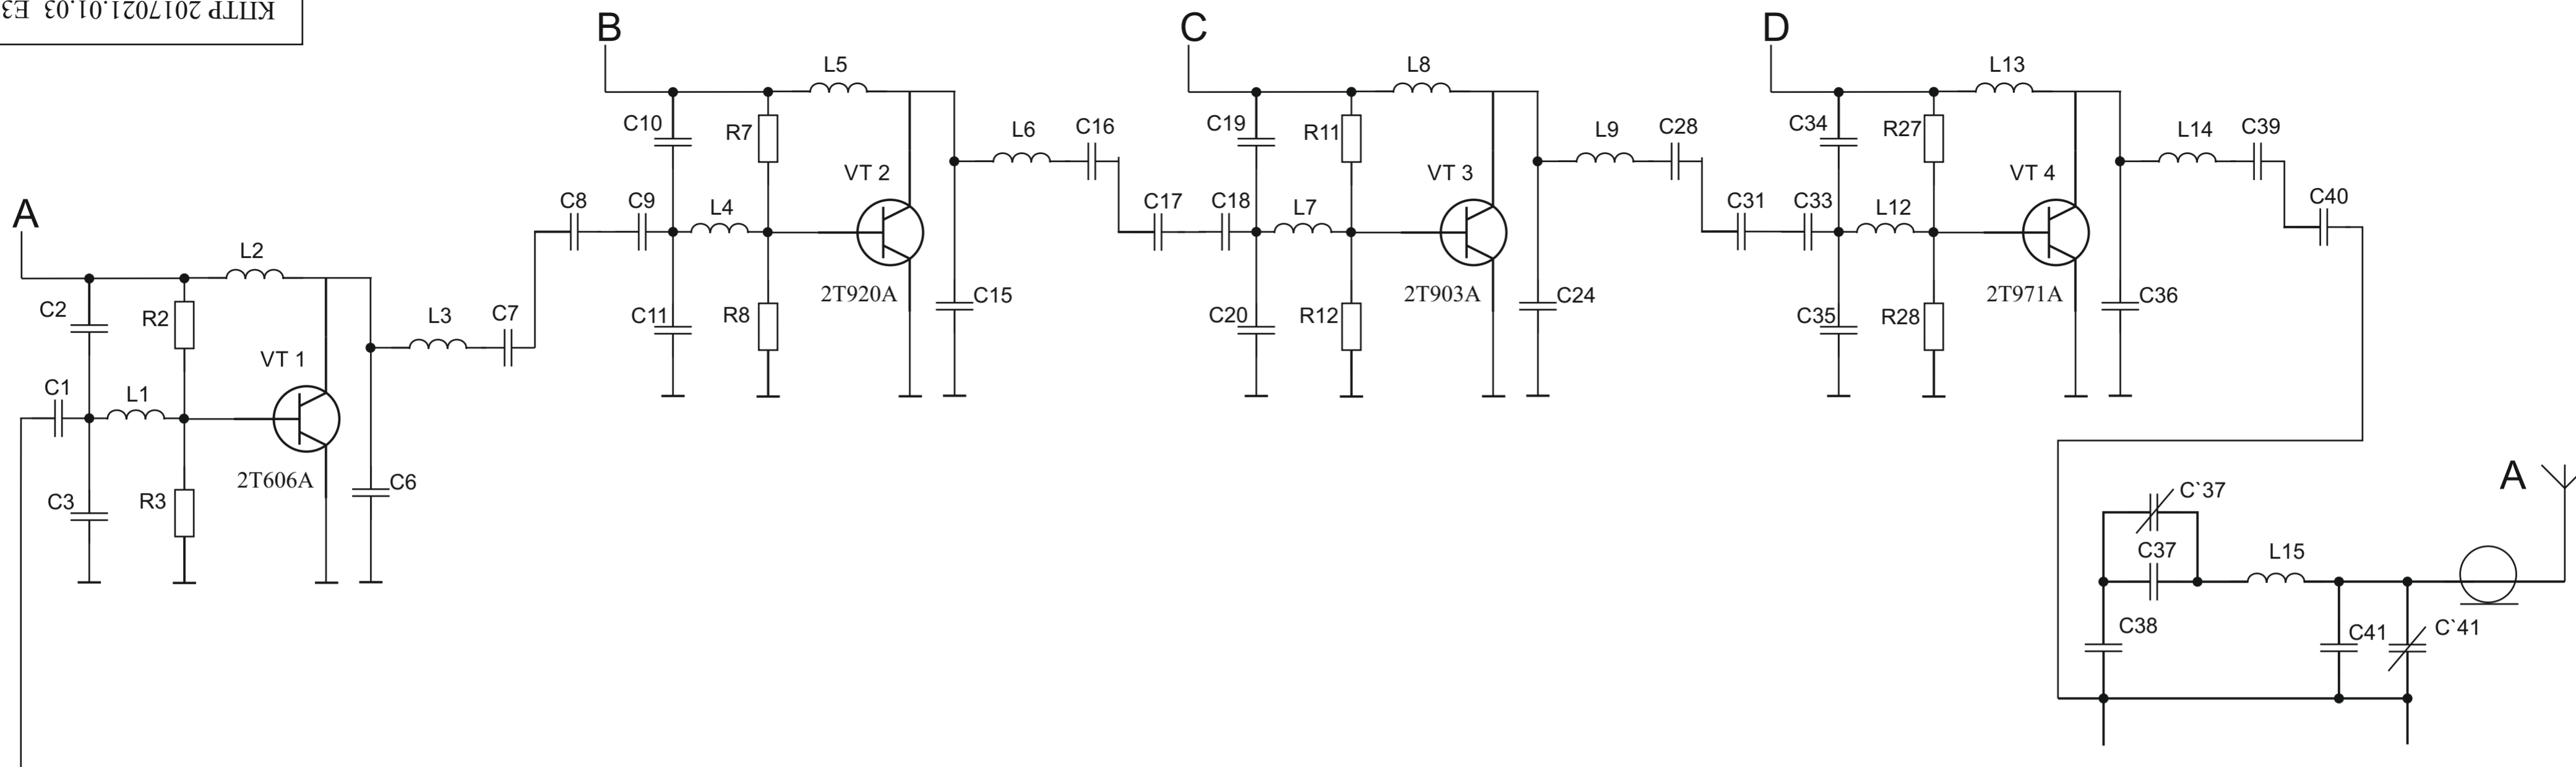 КПТР 2017021.01.03 Е3
A
C2
R2
L2
L3
C7
C1
L1
VT 1
C3
R3
2T606A
C6
B
L5
C10
R7
L6
C16
VT 2
C8
C9
L4
C11
R8
2T920A
C15
C
L8
C19
R11
L9
C28
VT 3
C17
C18
L7
C20
R12
2T903A
C24
D
L13
C34
R27
L14
C39
VT 4
C31
C33
L12
C40
C35
R28
2T971A
C36
A
C`37
C37
L15
C38
C41
C`41